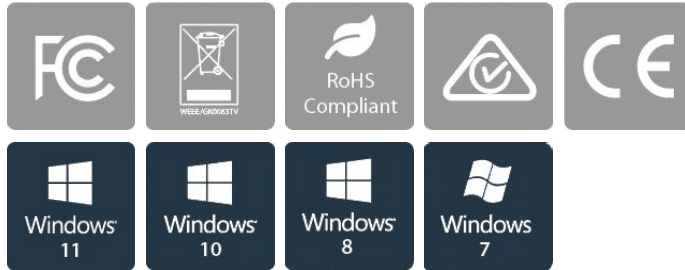 FC
WEEE/GK0063TV
RoHS
Compliant
CE
Windows
11
Windows
10
Windows
8
Windows
7